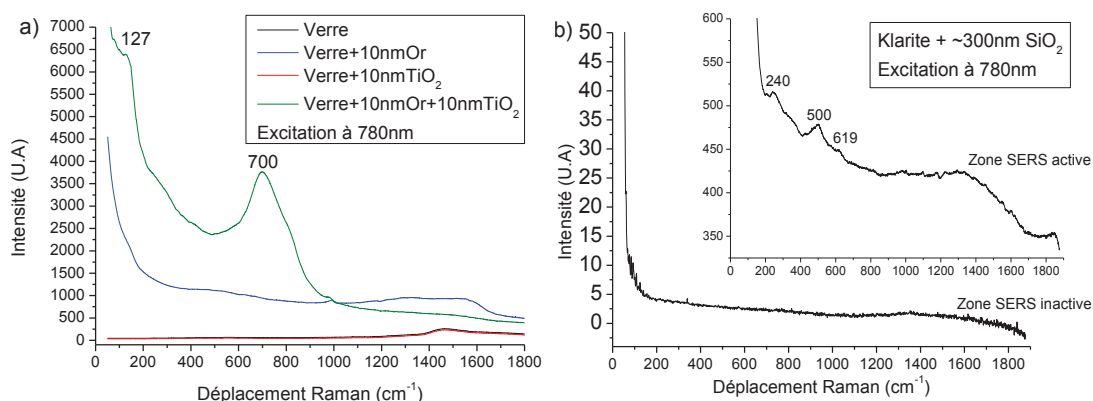 a)
7000
6500
6000
5500
5000
4500
4000
3500
3000
2500
2000
1500
1000
500
0
Intensité (U.A)
127
700
Verre
Verre+10nmOr
Verre+10nmTiO₂
Verre+10nmOr+10nmTiO₂
Excitation à 780nm
0 200 400 600 800 1000 1200 1400 1600 1800
Déplacement Raman (cm⁻¹)
b)
50
45
40
35
30
25
20
15
10
5
0
Intensité (U.A)
600
550
500
450
400
350
240
500
619
Klarite + ~300nm SiO₂
Excitation à 780nm
Zone SERS active
0 200 400 600 800 1000 1200 1400 1600 1800
Zone SERS inactive
0 200 400 600 800 1000 1200 1400 1600 1800
Déplacement Raman (cm⁻¹)